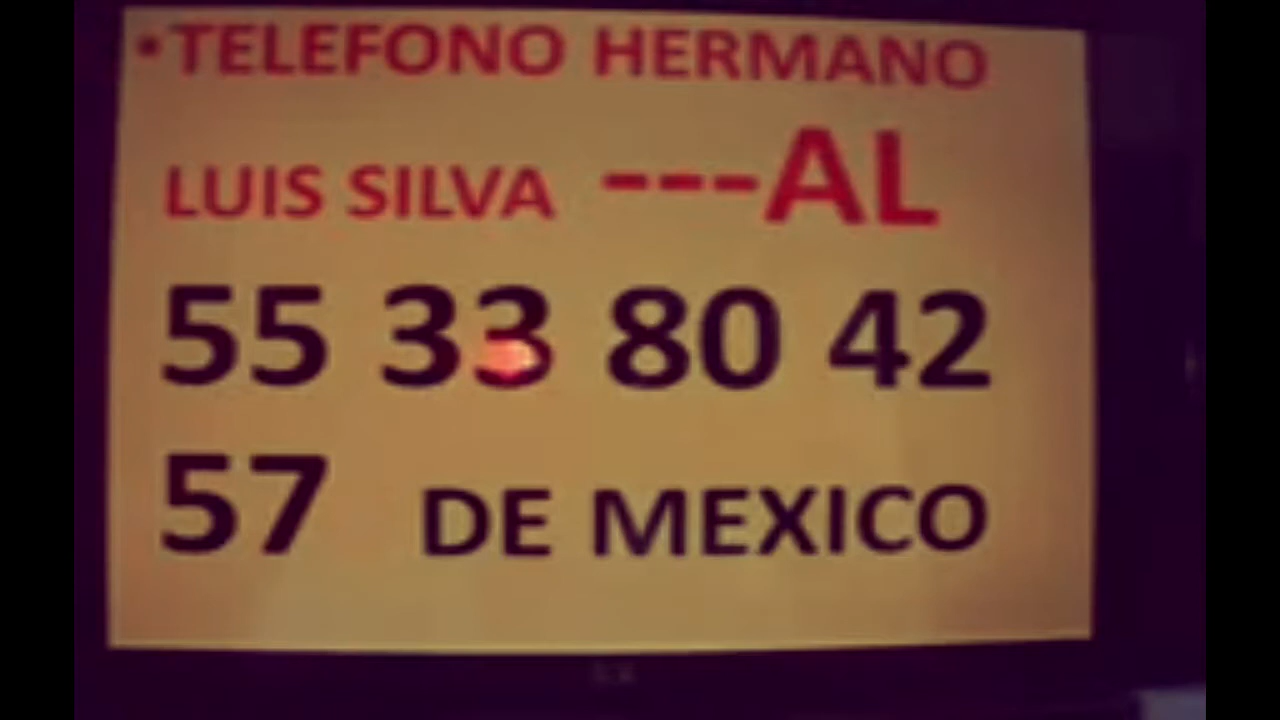 •TELEFONO HERMANO
LUIS SILVA ---AL
55 33 80 42
57 DE MEXICO